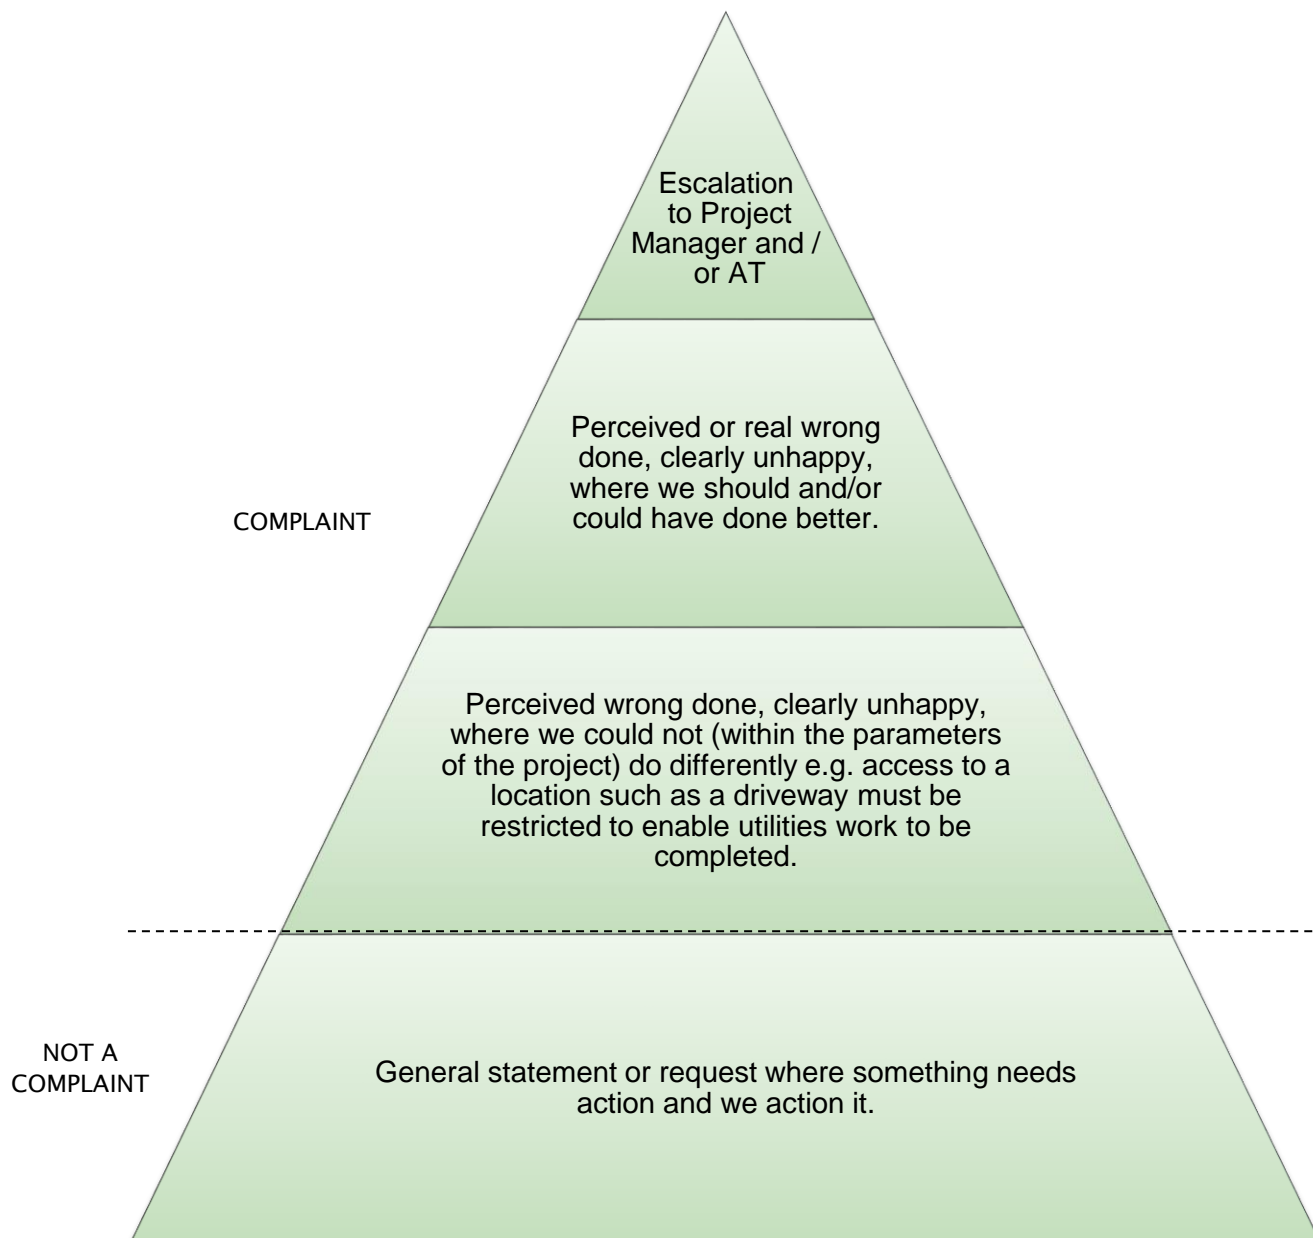 Escalation
to Project
Manager and /
or AT
Perceived or real wrong
done, clearly unhappy,
where we should and/or
could have done better.
COMPLAINT
Perceived wrong done, clearly unhappy,
where we could not (within the parameters
of the project) do differently e.g. access to a
location such as a driveway must be
restricted to enable utilities work to be
completed.
NOT A
COMPLAINT
General statement or request where something needs
action and we action it.